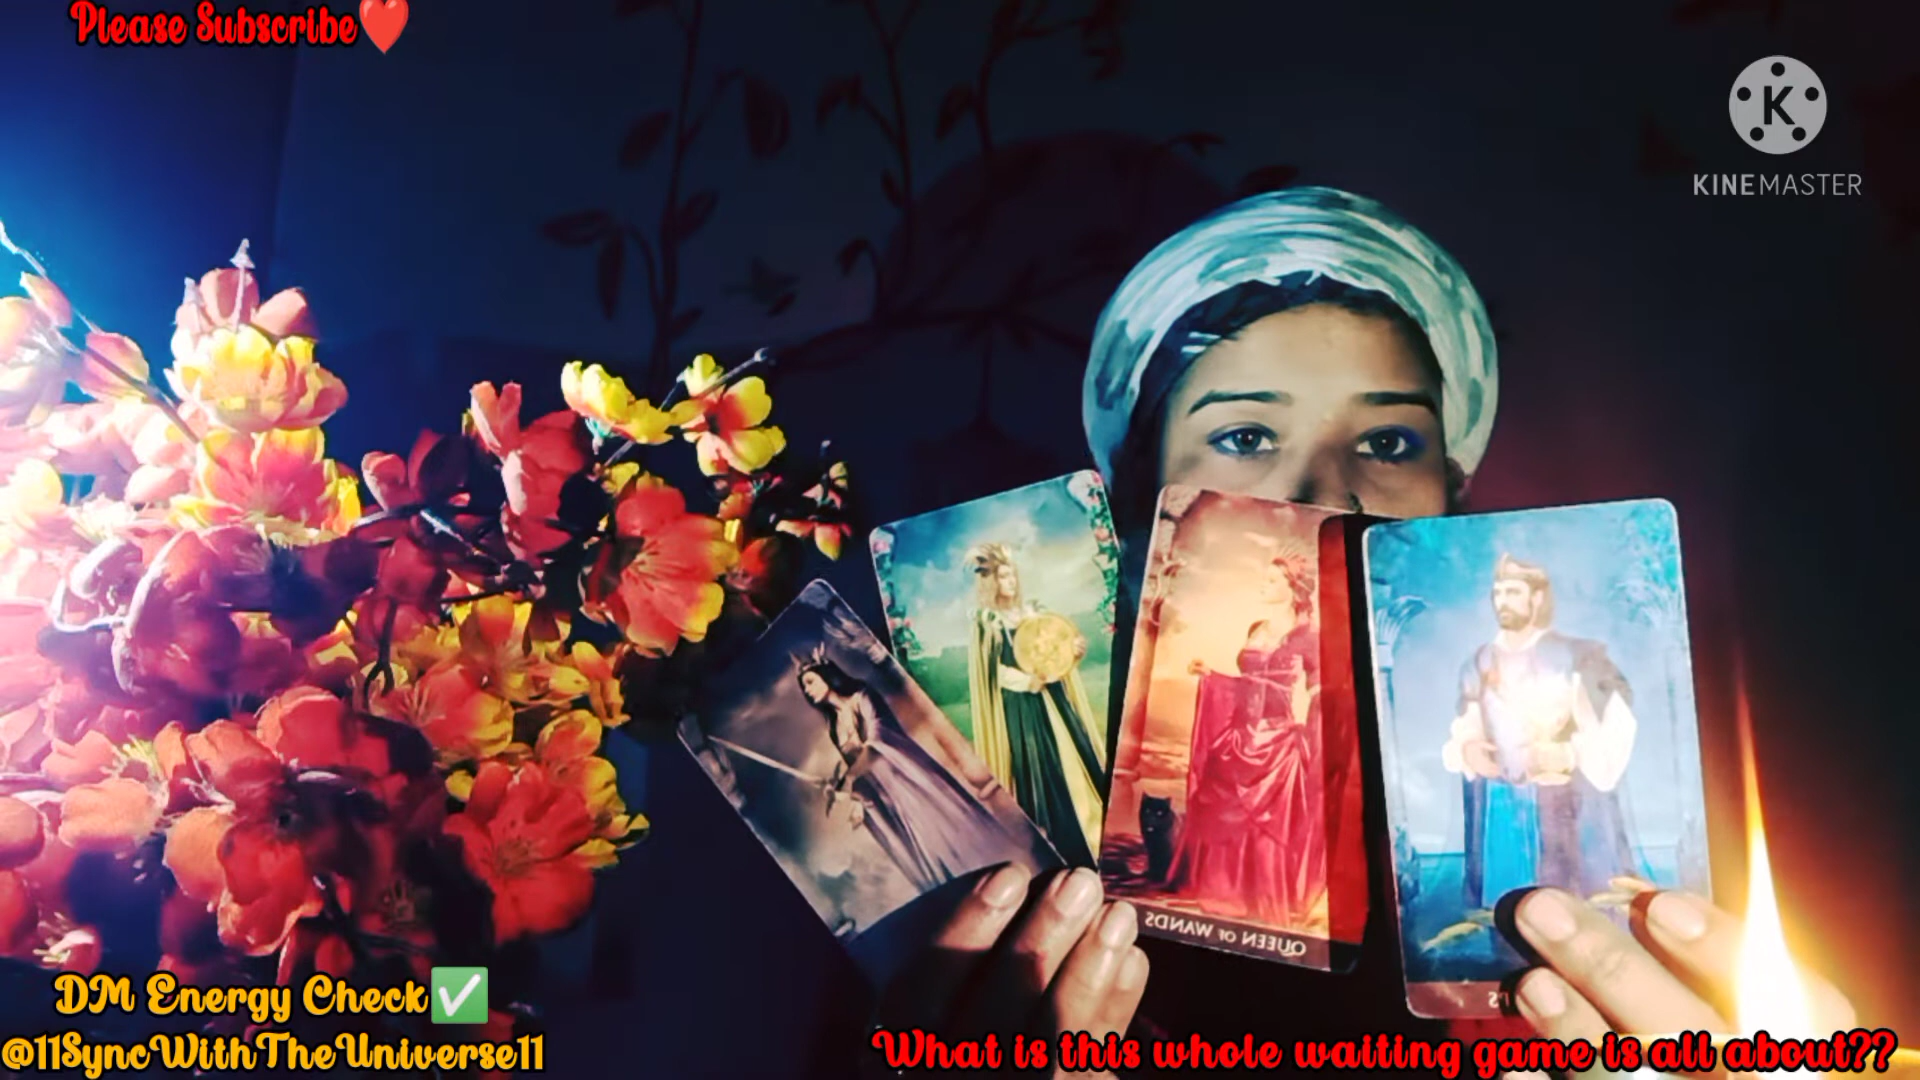 Please Subscribe❤️
K
KINEMASTER
QUEEN OF WANDS
DM Energy Check✅
@11SyncWithTheUniverse11
What is this whole waiting game is all about??